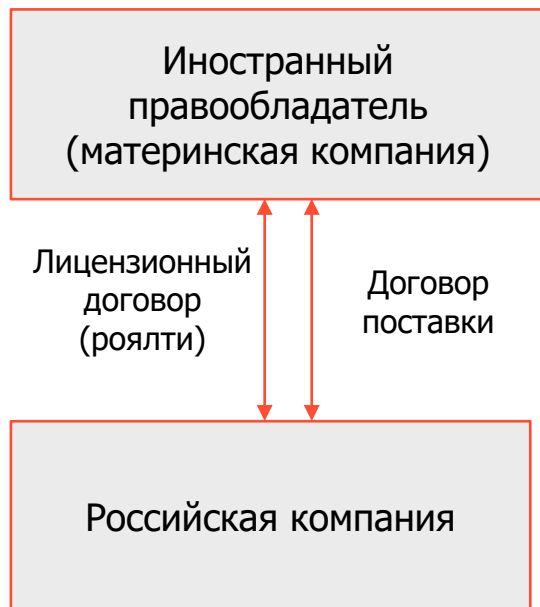 Иностранный
правообладатель
(материнская компания)
Лицензионный
договор
(роялти)
Договор
поставки
Российская компания